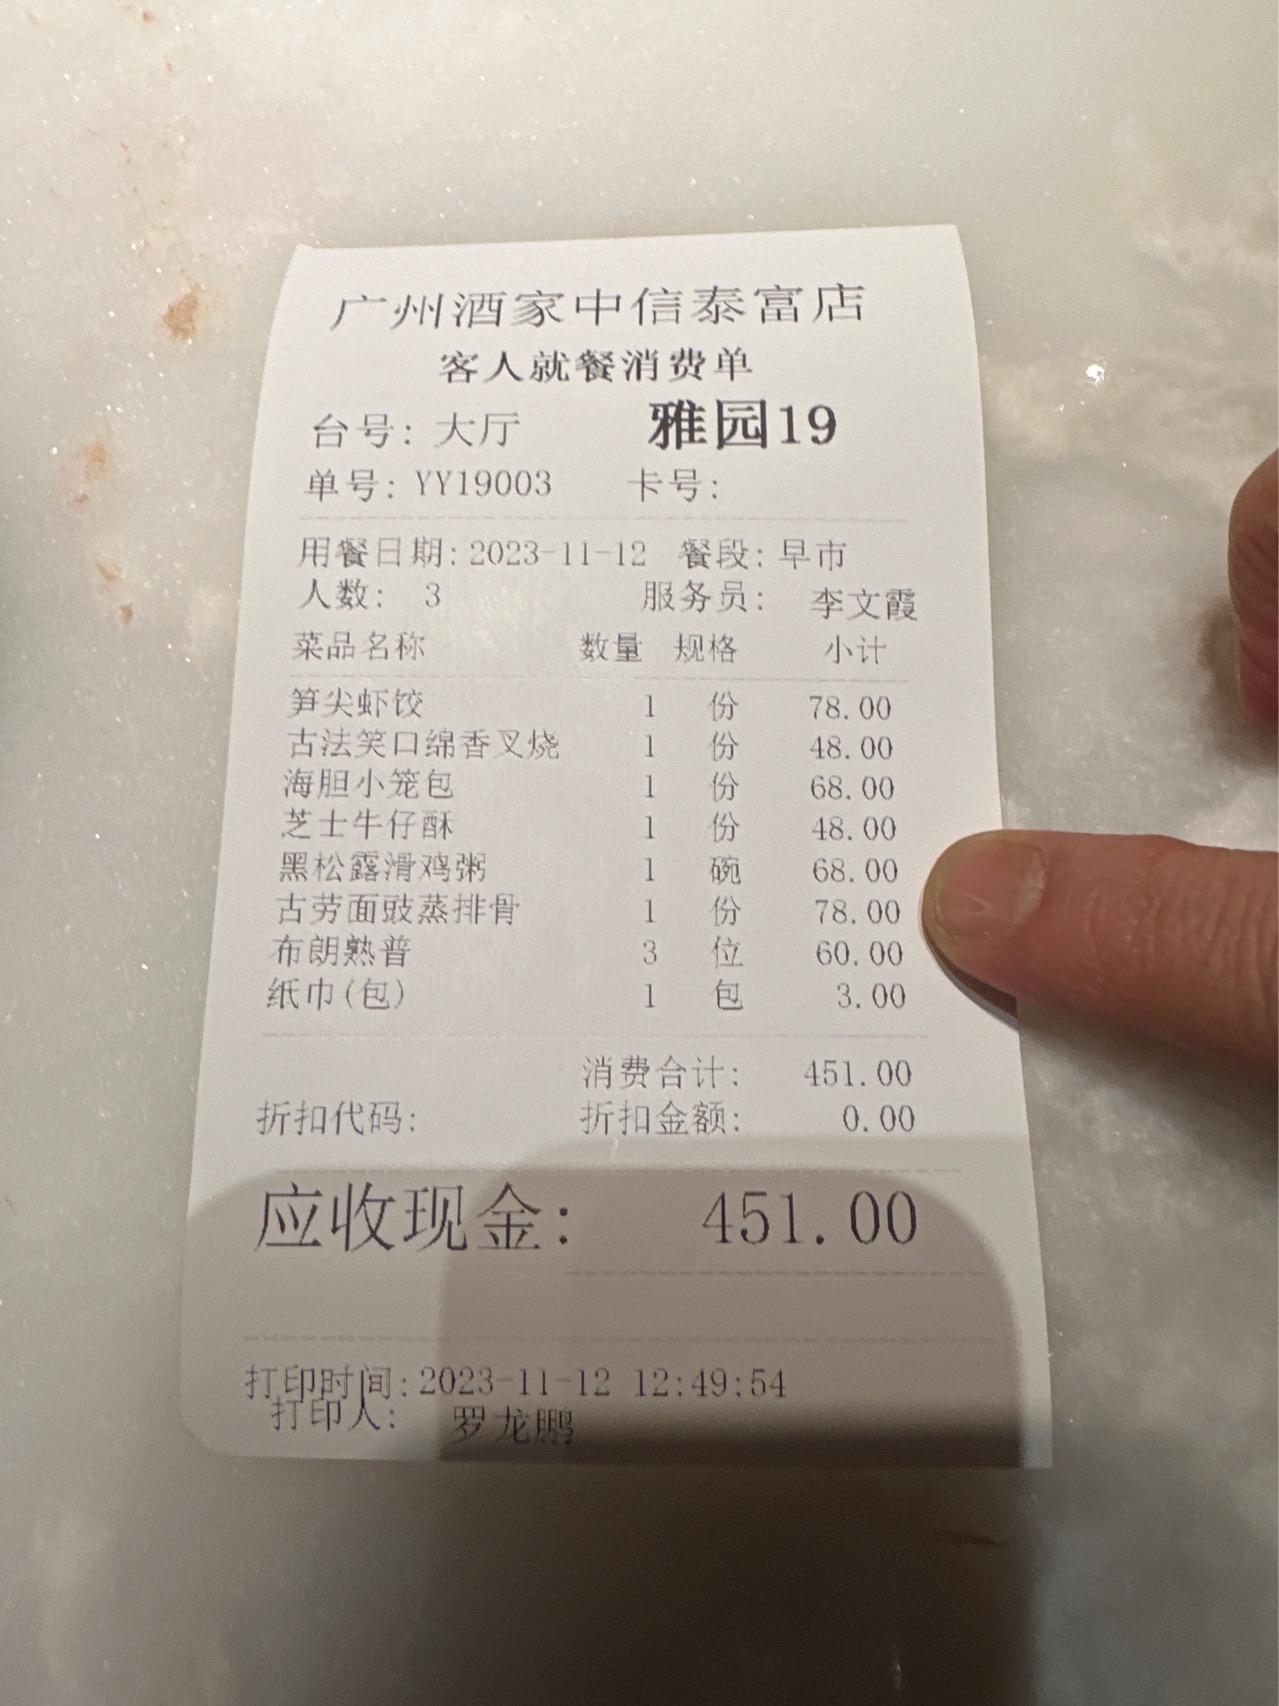 广州酒家中信泰富店
客人就餐消费单
台号: 大厅 雅园19
单号: YY19003 卡号:
用餐日期: 2023-11-12 餐段: 早市
人数: 3 服务员: 李文霞
菜品名称 数量 规格 小计
笋尖虾饺 1 份 78.00
古法笑口绵香叉烧 1 份 48.00
海胆小笼包 1 份 68.00
芝士牛仔酥 1 份 48.00
黑松露滑鸡粥 1 碗 68.00
古劳面豉蒸排骨 1 份 78.00
布朗熟普 3 位 60.00
纸巾(包) 1 包 3.00
消费合计: 451.00
折扣代码: 折扣金额: 0.00
应收现金: 451.00
打印时间: 2023-11-12 12:49:54
打印人: 罗龙鹏